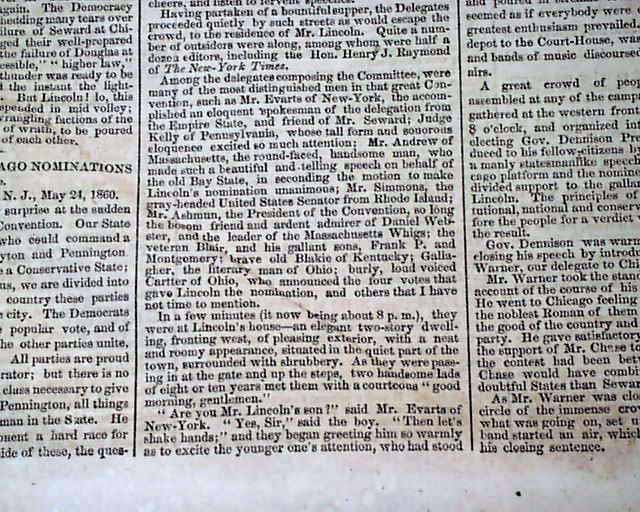 again. The Democracy
shedding many tears over
failure of Seward at Chi-
ged their well-prepared
the failure of Douglas at
essible," "higher law,"
thunder was ready to be
the instant the light-
But Lincoln! lo, this
speeded in mid volley;
wrangling factions of the
of wrath, to be poured
of each other.
AGO NOMINATIONS
N. J., May 24, 1860.
surprise at the sudden
Convention. Our State
who could command a
yton and Pennington
a Conservative State;
us, we are divided into
country these parties
city. The Democrats
popular vote, and of
the other parties unite,
All parties are proud
rator; but there is no
class necessary to give
Pennington, all things
man in the State. He
nent a hard race for
ide of these, the ques-
cheers, and listen to fervent speeches.
Having partaken of a bountiful supper, the Delegates
proceeded quietly by such streets as would escape the
crowd, to the residence of Mr. Lincoln. Quite a num-
ber of outsiders went along, among whom were half a
dozen editors, including the Hon. Henry J. Raymond
of The New-York Times.
Among the delegates composing the Committee, were
many of the most distinguished men in that great Con-
vention, such as Mr. Evarts of New-York, the accom
plished an eloquent spokesman of the delegation from
the Empire State, and friend of Mr. Seward; Judge
Kelly of Pennsylvania, whose tall form and sonorous
eloquence excited so much attention; Mr. Andrew of
Massachusetts, the round-faced, handsome man, who
made such a beautiful and telling speech on behalf of
the old Bay State, in seconding the motion to make
Lincoln's nomination unanimous; Mr. Simmons, the
gray-headed United States Senator from Rhode Island;
Mr. Ashmun, the President of the Convention, so long
the bosom friend and ardent admirer of Daniel Web-
ster, and the leader of the Massachusetts Whigs; the
veteran Blair, and his gallant sons, Frank P. and
Montgomery; brave old Blakie of Kentucky; Galla-
gher, the literary man of Ohio; burly, loud voiced
Cartter of Ohio, who announced the four votes that
gave Lincoln the nomination, and others that I have
not time to mention.
In a few minutes (it now being about 8 p. m.), they
were at Lincoln's house—an elegant two-story dwell-
ing, fronting west, of pleasing exterior, with a neat
and roomy appearance, situated in the quiet part of the
town, surrounded with shrubbery. As they were pass-
ing in at the gate and up the steps, two handsome lads
of eight or ten years met them with a courteous "good
morning, gentlemen."
"Are you Mr. Lincoln's son?" said Mr. Evarts of
New-York. "Yes, Sir," said the boy. "Then let's
shake hands;" and they began greeting him so warmly
as to excite the younger one's attention, who had stood
and poured
seemed as if everybody were
greatest enthusiasm prevailed.
depot to the Court-House, was
and bands of music discoursed
airs.
A great crowd of peop
assembled at any of the camp
gathered at the western front
8 o'clock, and organized
electing Gov. Dennison Pre
duced to his fellow-citizens by
a manly statesmanlike speech
cago platform and the nomine
divided support to the galla
Lincoln. The principles of
tutional, national and conserv
fore the people for a verdict
the result.
Gov. Dennison was warm
closing his speech by introdu
Warner, our delegate to Chi
Mr. Warner took the stan
account of the course of his
He went to Chicago feeling
the noblest Roman of them
the good of the country and
party. He gave satisfactory
the support of Mr. Chase to
the contest had been bet
Chase would have combi
doubtful States than Sewar
As Mr. Warner was clo
circle of the immense crow
what was going on, set u
band started an air, which
his closing sentence.